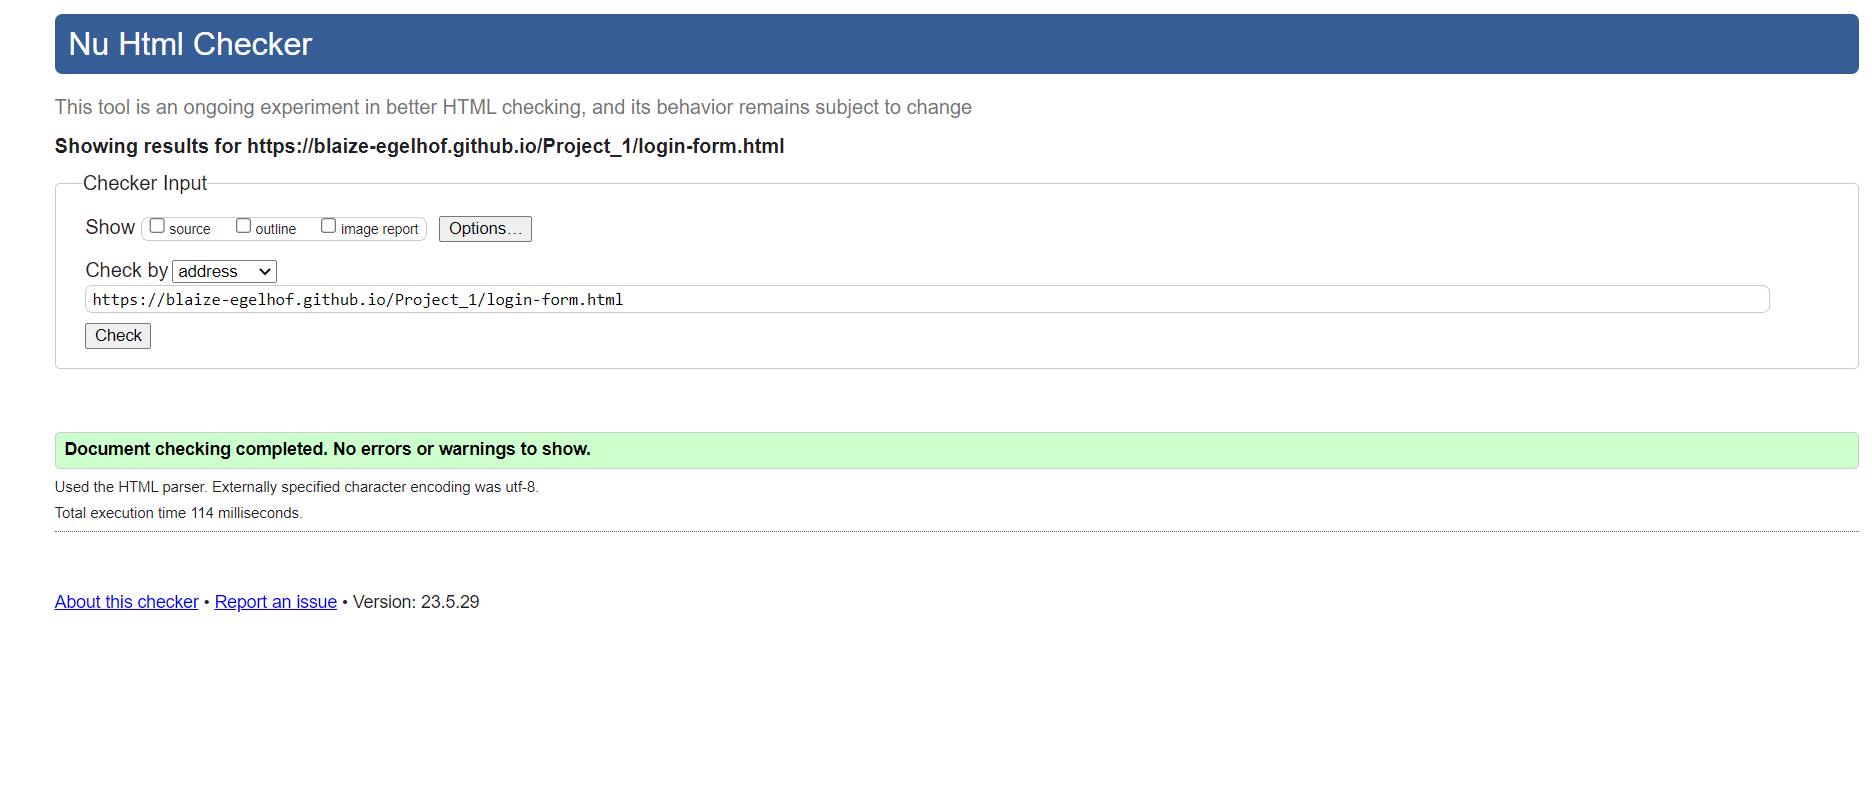 Nu Html Checker
This tool is an ongoing experiment in better HTML checking, and its behavior remains subject to change
Showing results for https://blaize-egelhof.github.io/Project_1/login-form.html
Checker Input
Show source outline image report Options...
Check by address
https://blaize-egelhof.github.io/Project_1/login-form.html
Check
Document checking completed. No errors or warnings to show.
Used the HTML parser. Externally specified character encoding was utf-8.
Total execution time 114 milliseconds.
About this checker • Report an issue • Version: 23.5.29